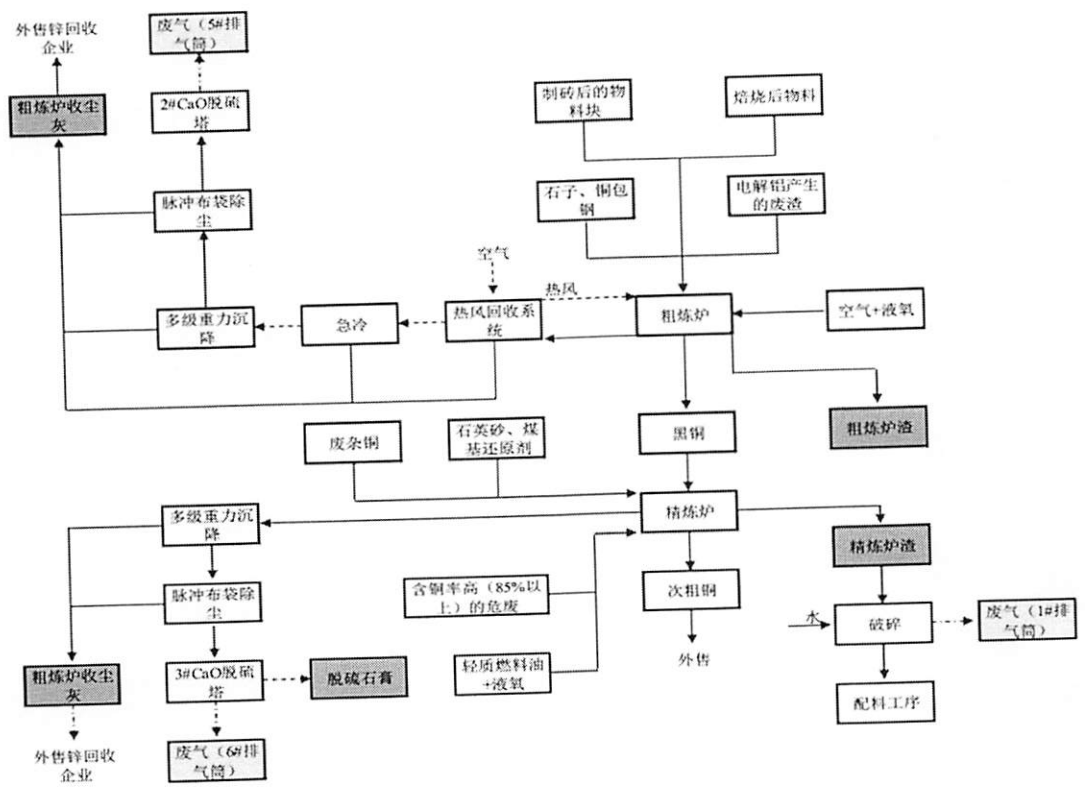 外售锌回收
企业
废气（5#排
气筒）
粗炼炉收尘
灰
2#CaO脱硫
塔
制砖后的物
料块
焙烧后物料
脉冲布袋除
尘
石子、铜包
钢
电解铝产生
的废渣
空气
热风
多级重力沉
降
急冷
热风回收系
统
粗炼炉
空气+液氧
废杂铜
石英砂、煤
基还原剂
黑铜
粗炼炉渣
多级重力沉
降
精炼炉
精炼炉渣
脉冲布袋除
尘
含铜率高（85%以
上）的危废
次粗铜
水
破碎
废气（1#排
气筒）
粗炼炉收尘
灰
3#CaO脱硫
塔
脱硫石膏
轻质燃料油
+液氧
外售
配料工序
外售锌回收
企业
废气（6#排
气筒）